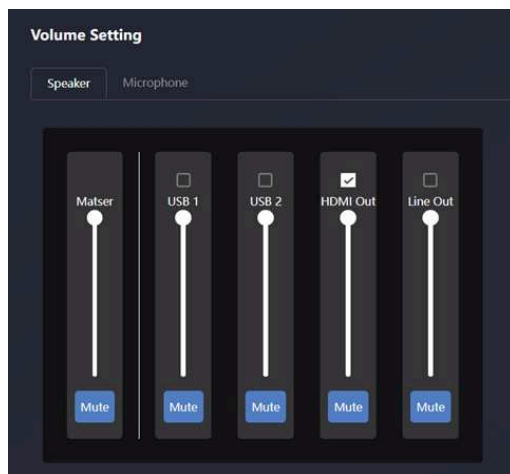 Volume Setting
Speaker Microphone
Matser USB 1 USB 2 HDMI Out Line Out
Mute Mute Mute Mute Mute